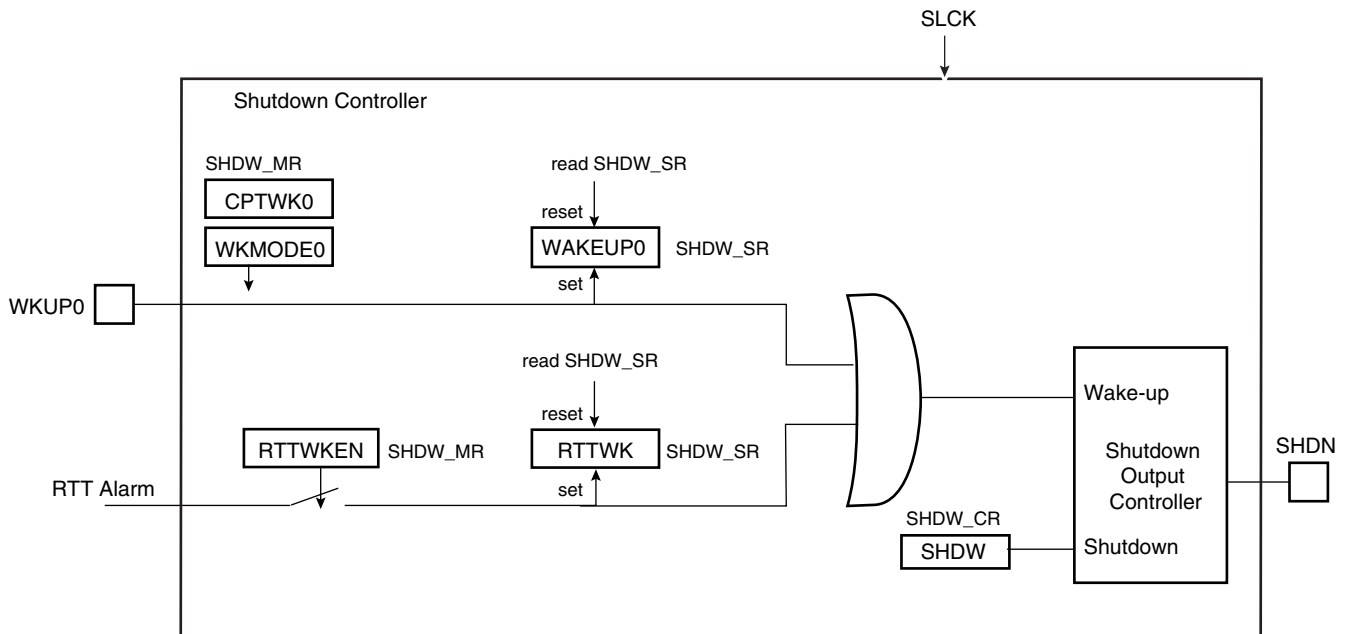 SLCK
Shutdown Controller
SHDW_MR
CPTWK0
WKMODE0
read SHDW_SR
reset
WAKEUP0
SHDW_SR
set
WKUP0
read SHDW_SR
reset
RTTWKEN
SHDW_MR
RTTWK
SHDW_SR
set
RTT Alarm
Wake-up
Shutdown
Output
Controller
SHDN
SHDW_CR
SHDW
Shutdown